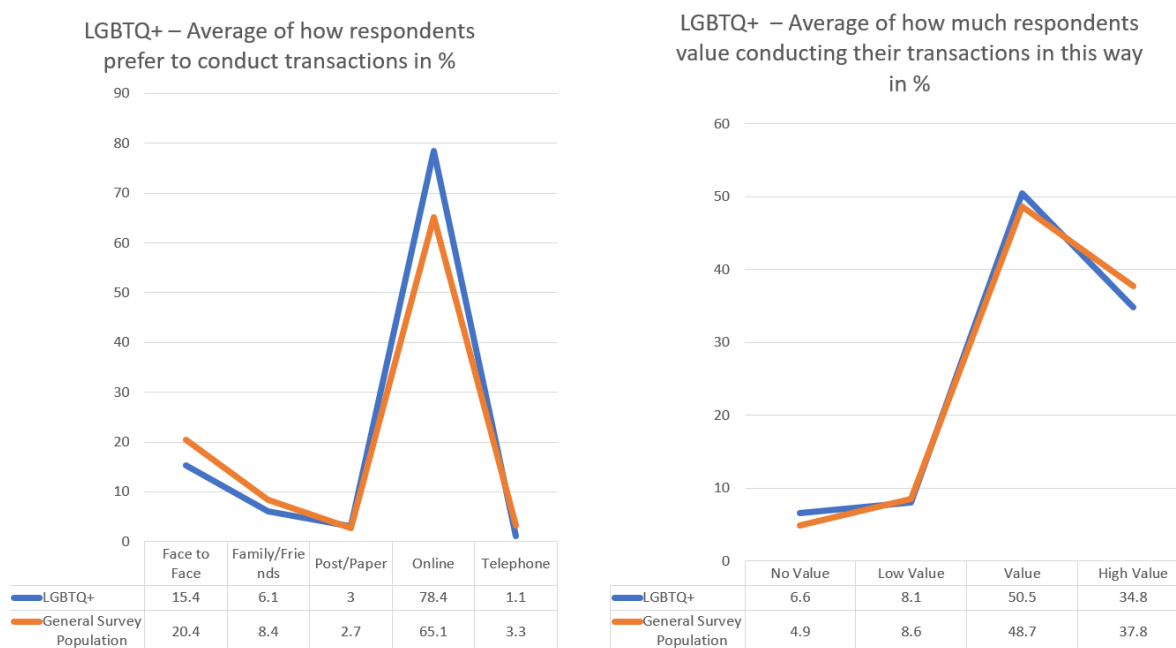 LGBTQ+ – Average of how respondents
prefer to conduct transactions in %
90
80
70
60
50
40
30
20
10
0
Face to
Face
Family/Frie
nds
Post/Paper
Online
Telephone
LGBTQ+ 15.4 6.1 3 78.4 1.1
General Survey
Population
20.4 8.4 2.7 65.1 3.3
LGBTQ+ – Average of how much respondents
value conducting their transactions in this way
in %
60
50
40
30
20
10
0
No Value Low Value Value High Value
LGBTQ+ 6.6 8.1 50.5 34.8
General Survey
Population
4.9 8.6 48.7 37.8